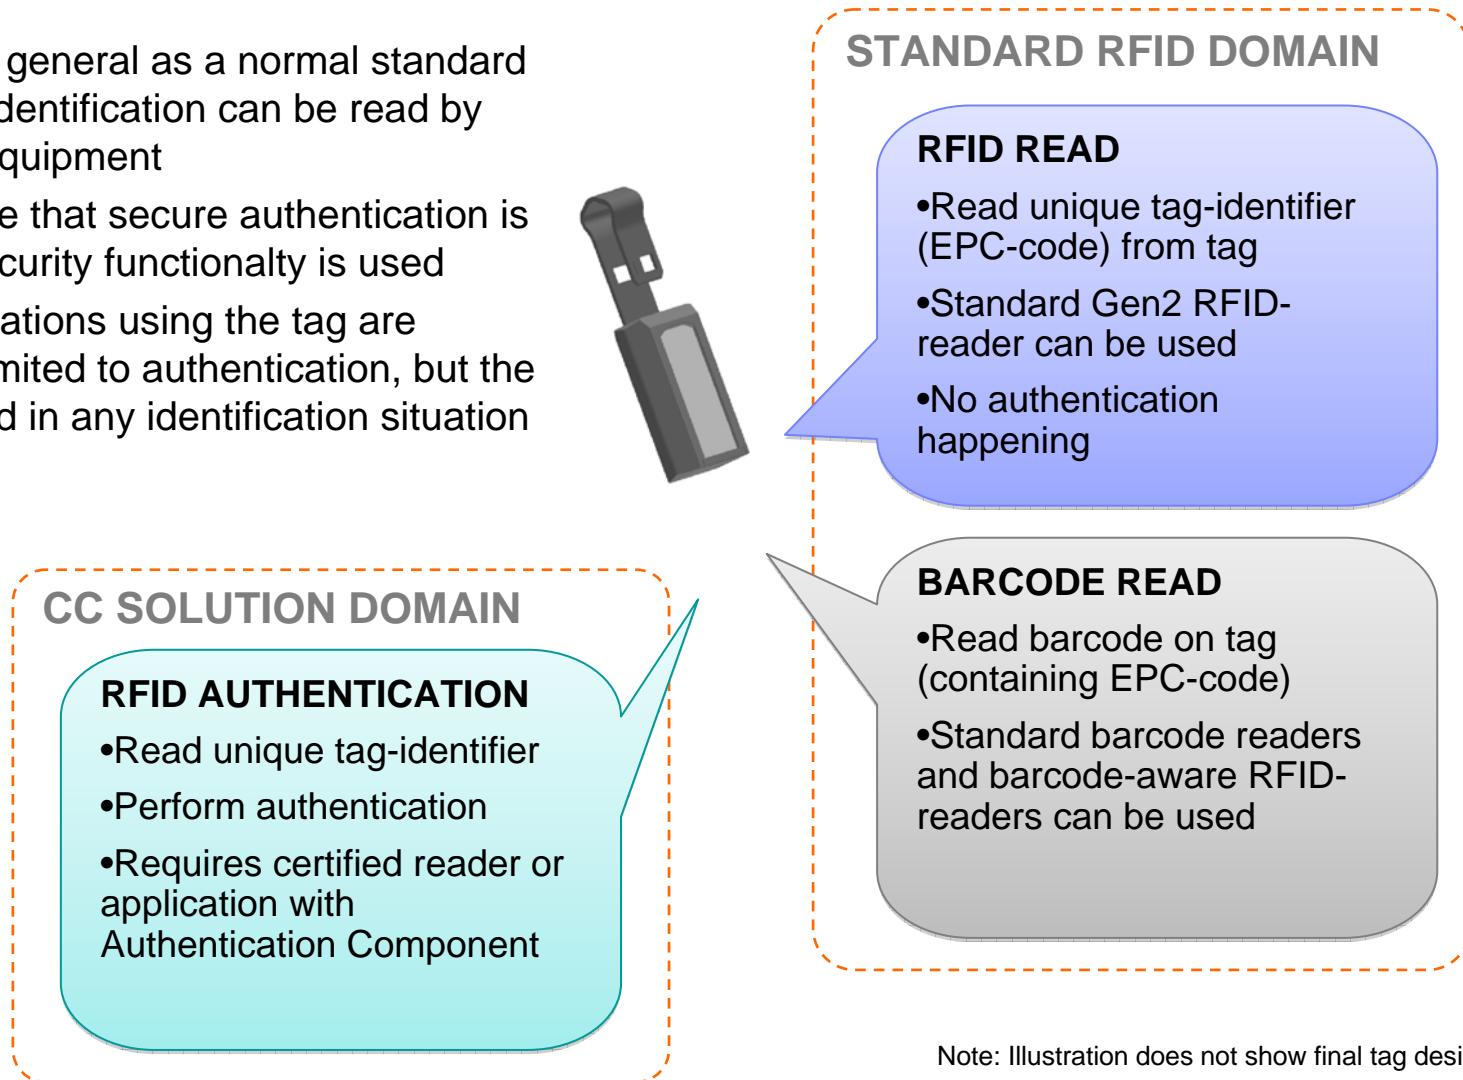 general as a normal standard
dentification can be read by
quipment
e that secure authentication is
curity functionalty is used
ations using the tag are
mited to authentication, but the
d in any identification situation
STANDARD RFID DOMAIN
RFID READ
•Read unique tag-identifier
(EPC-code) from tag
•Standard Gen2 RFID-
reader can be used
•No authentication
happening
BARCODE READ
•Read barcode on tag
(containing EPC-code)
•Standard barcode readers
and barcode-aware RFID-
readers can be used
CC SOLUTION DOMAIN
RFID AUTHENTICATION
•Read unique tag-identifier
•Perform authentication
•Requires certified reader or
application with
Authentication Component
Note: Illustration does not show final tag desi